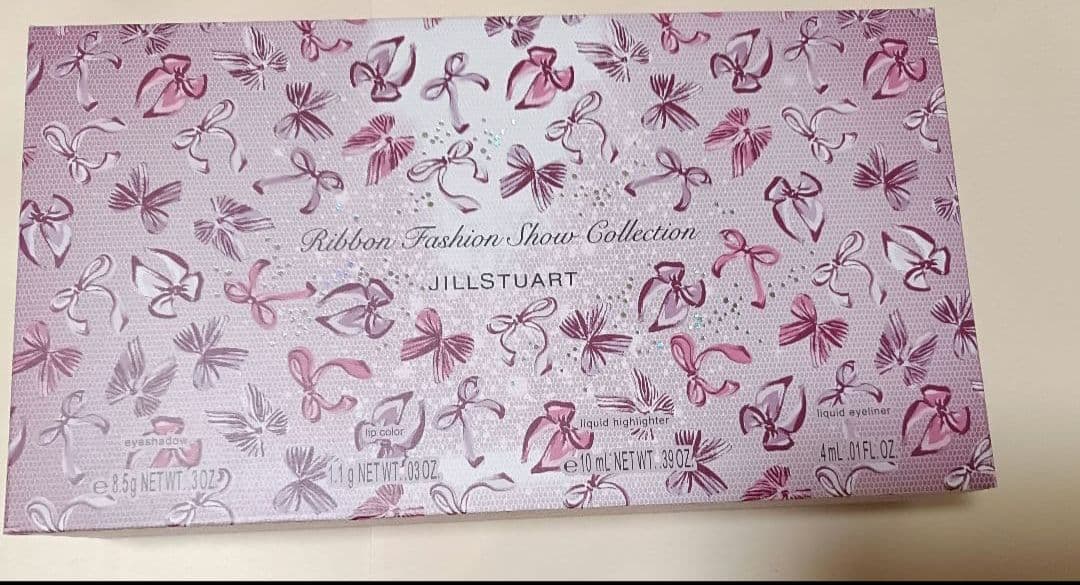 Ribbon Fashion Show Collection
JILLSTUART
eyeshadow
e 8.5g NET WT. .3 OZ.
lip color
1.1 g NET WT. .03 OZ.
liquid highlighter
e 10 mL NET WT. .39 OZ.
liquid eyeliner
.4 mL .01 FL. OZ.